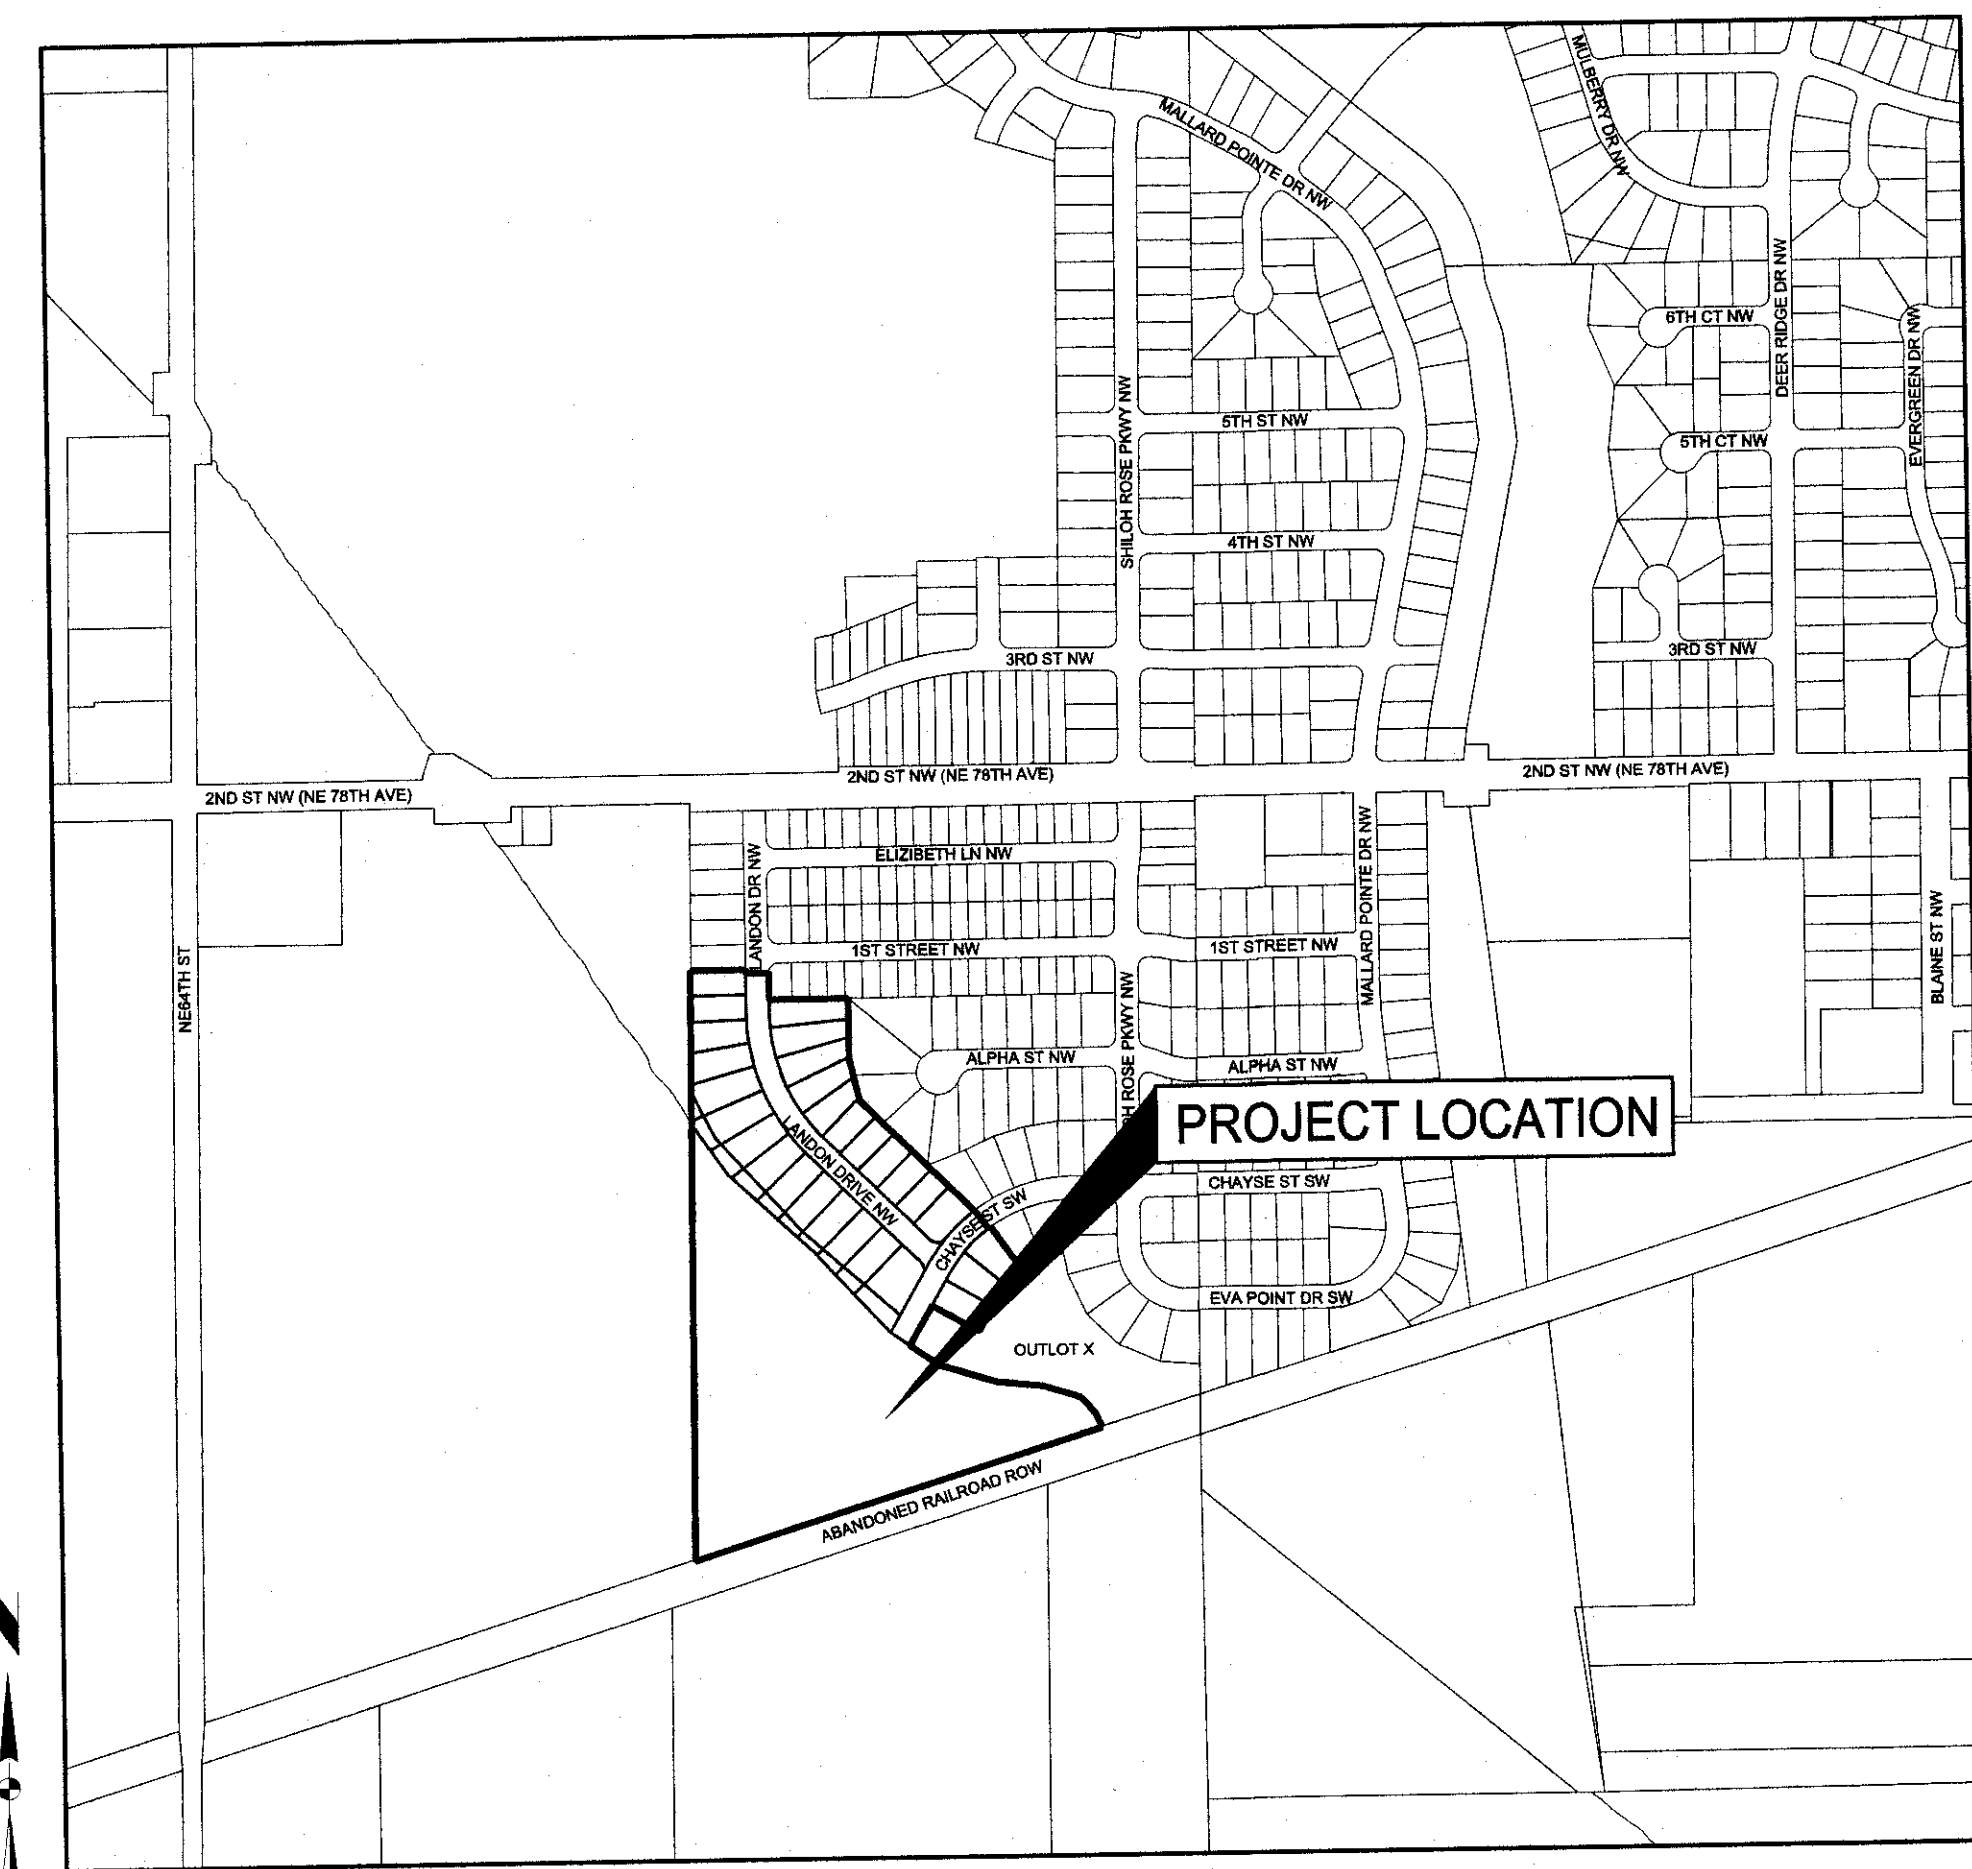 MULBERRY DR NW
MALLARD POINTE DR NW
DEER RIDGE DR NW
6TH CT NW
EVERGREEN DR NW
SHILOH ROSE PKWY NW
5TH ST NW
5TH CT NW
4TH ST NW
3RD ST NW
3RD ST NW
2ND ST NW (NE 78TH AVE)
2ND ST NW (NE 78TH AVE)
2ND ST NW (NE 78TH AVE)
LANDON DR NW
ELIZIBETH LN NW
MALLARD POINTE DR NW
BLAINE ST NW
NE64TH ST
1ST STREET NW
1ST STREET NW
H ROSE PKWY NW
ALPHA ST NW
ALPHA ST NW
PROJECT LOCATION
LANDON DRIVE NW
CHAYSE ST SW
CHAYSE ST SW
EVA POINT DR SW
OUTLOT X
ABANDONED RAILROAD ROW